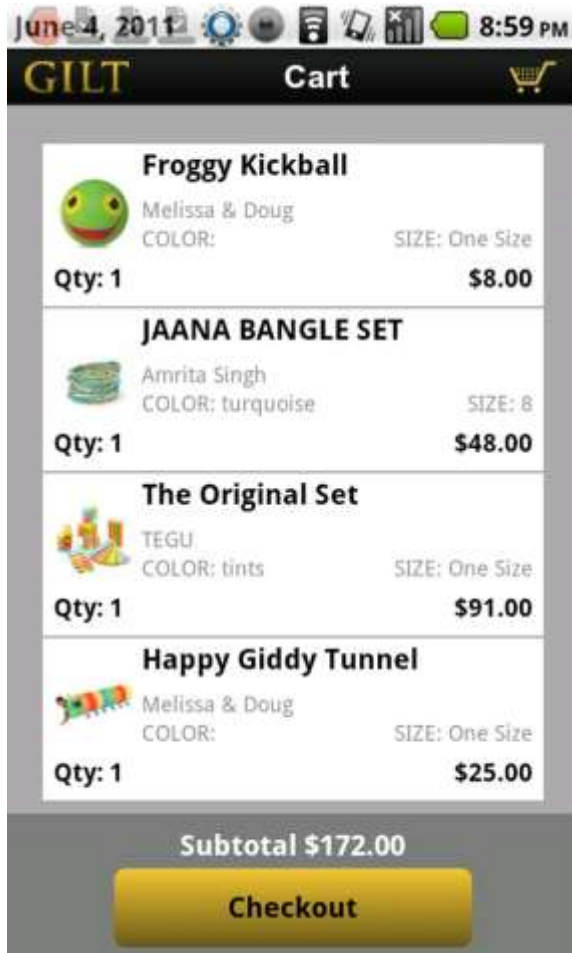 June 4, 2011 8:59 PM
GILT Cart
Froggy Kickball
Melissa & Doug
COLOR: SIZE: One Size
Qty: 1 $8.00
JAANA BANGLE SET
Amrita Singh
COLOR: turquoise SIZE: 8
Qty: 1 $48.00
The Original Set
TEGU
COLOR: tints SIZE: One Size
Qty: 1 $91.00
Happy Giddy Tunnel
Melissa & Doug
COLOR: SIZE: One Size
Qty: 1 $25.00
Subtotal $172.00
Checkout